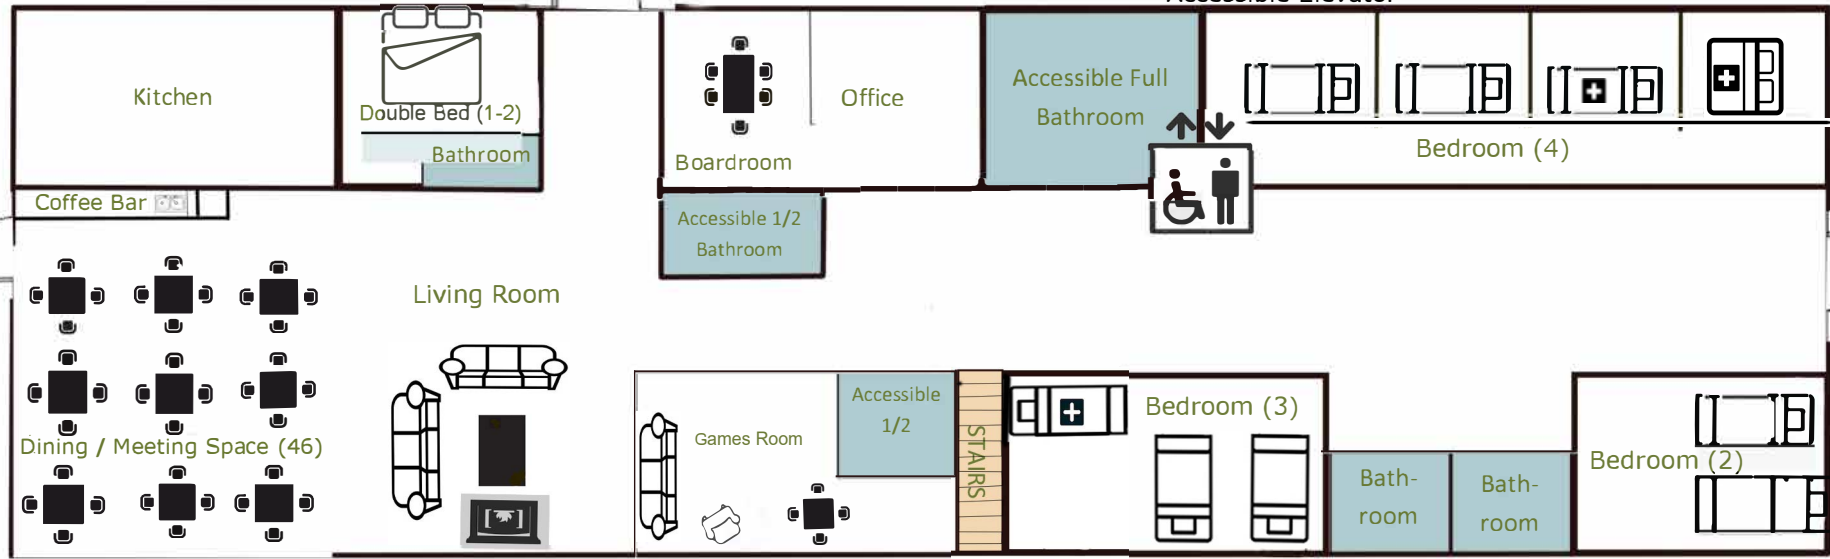 Accessible Elevator
Kitchen
Double Bed (1-2)
Bathroom
Boardroom
Office
Accessible Full
Bathroom
Bedroom (4)
Coffee Bar
Accessible 1/2
Bathroom
Living Room
Dining / Meeting Space (46)
Games Room
Accessible
1/2
STAIRS
Bedroom (3)
Bath-
room
Bath-
room
Bedroom (2)